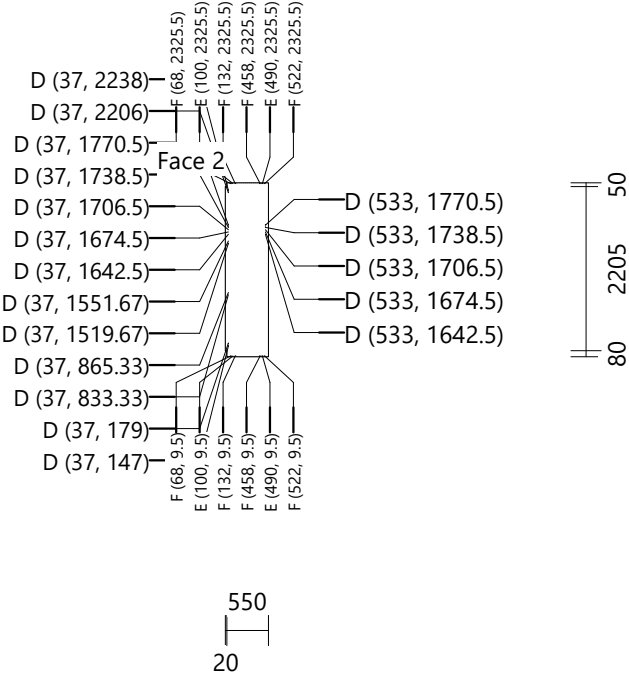 F (68, 2325.5)
E (100, 2325.5)
F (132, 2325.5)
F (458, 2325.5)
E (490, 2325.5)
F (522, 2325.5)
D (37, 2238)
D (37, 2206)
D (37, 1770.5)
Face 2
D (37, 1738.5)
D (37, 1706.5)
D (37, 1674.5)
D (37, 1642.5)
D (37, 1551.67)
D (37, 1519.67)
D (37, 865.33)
D (37, 833.33)
D (37, 179)
D (37, 147)
D (533, 1770.5)
D (533, 1738.5)
D (533, 1706.5)
D (533, 1674.5)
D (533, 1642.5)
50
2205
80
F (68, 9.5)
E (100, 9.5)
F (132, 9.5)
F (458, 9.5)
E (490, 9.5)
F (522, 9.5)
550
20